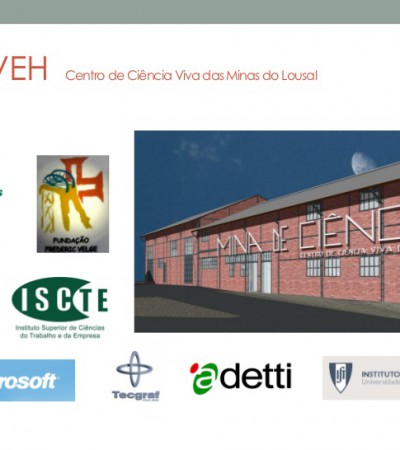 VEH Centro de Ciência Viva das Minas do Lousal
FUNDAÇÃO
FREDERIC VELGE
MINA DE CIÊNC
CENTRO DE CIÊNCIA VIVA D
ISCTE
Instituto Superior de Ciências
do Trabalho e da Empresa
rosoft
Tecgraf
adetti
INSTITUTO
Universidade